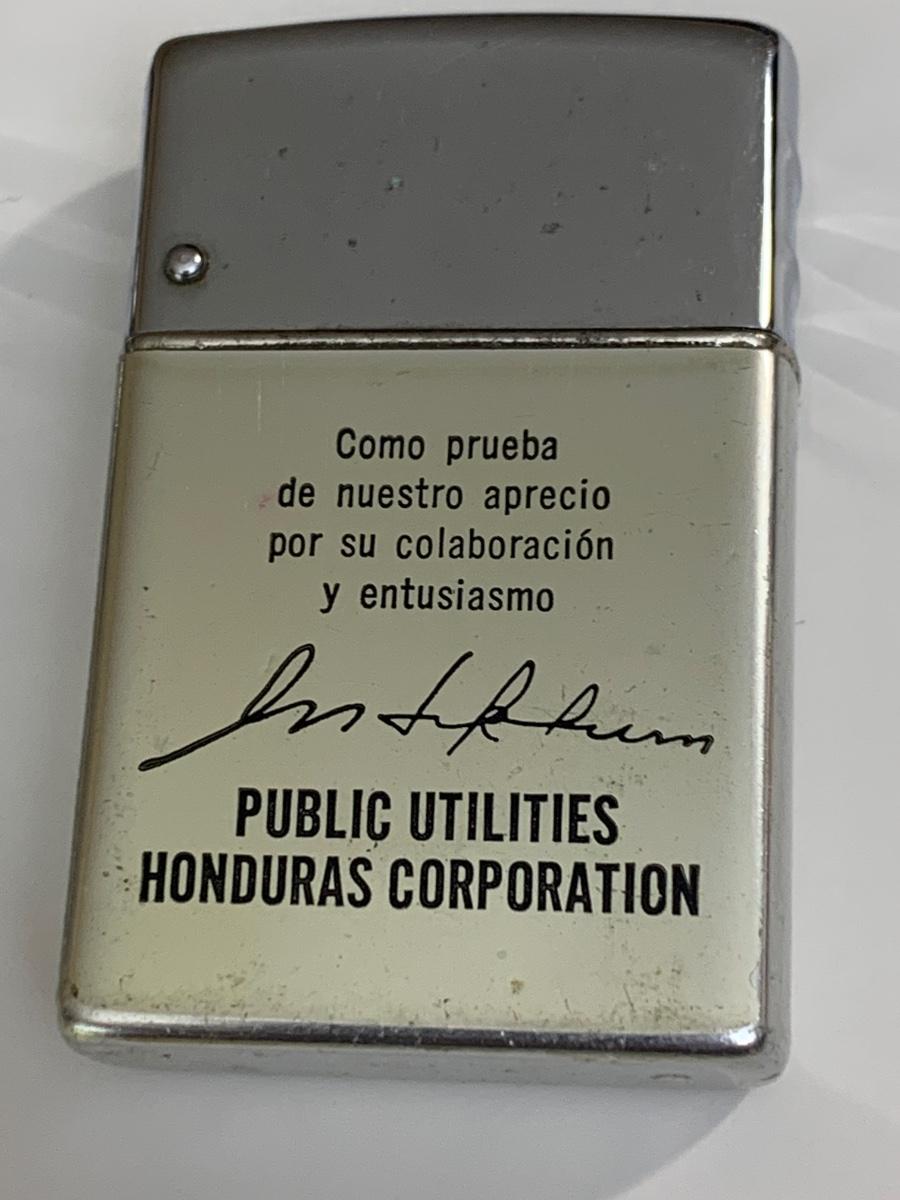 Como prueba
de nuestro aprecio
por su colaboración
y entusiasmo
PUBLIC UTILITIES
HONDURAS CORPORATION